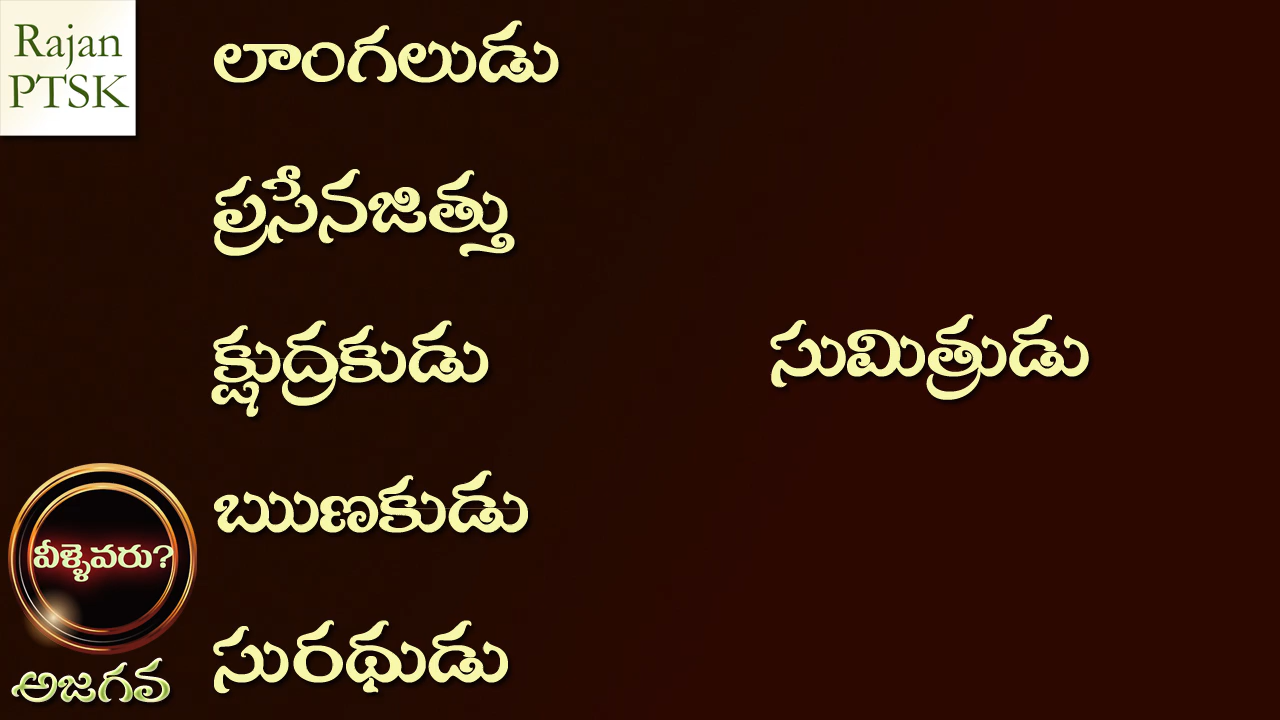 Rajan
PTSK
లాంగలుడు
ప్రసేనజిత్తు
క్షుద్రకుడు
సుమిత్రుడు
ఋణకుడు
వీళ్ళెవరు?
సురథుడు
అజగవ